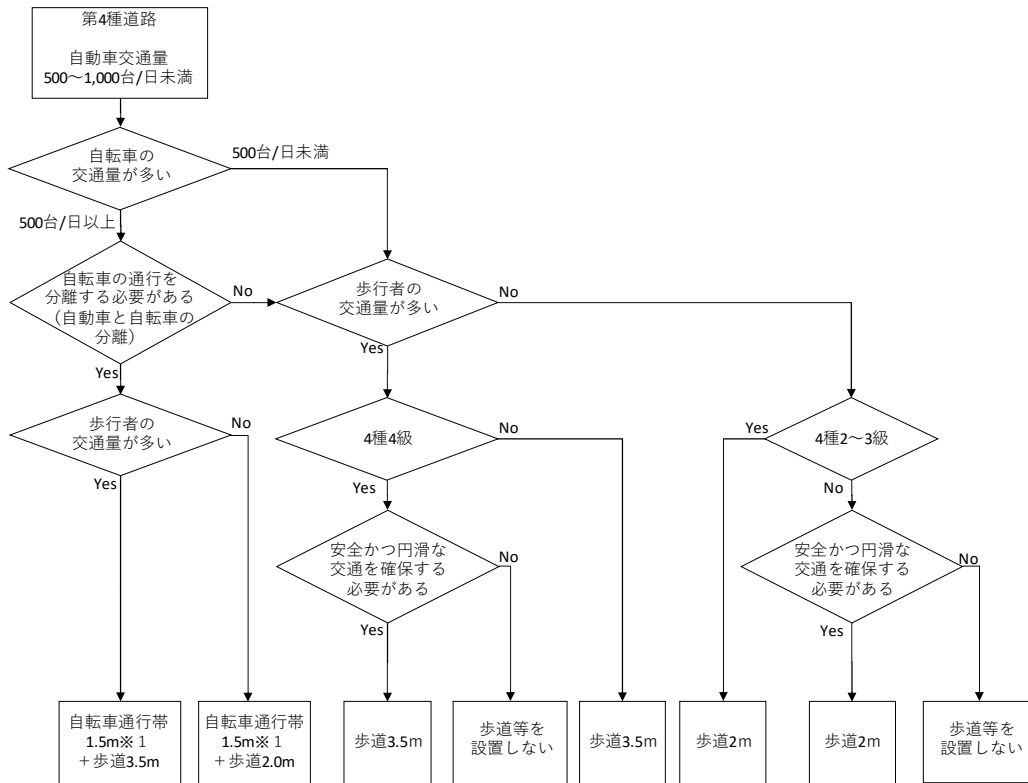 第4種道路
自動車交通量
500～1,000台/日未満
自転車の
交通量が多い
500台/日未満
500台/日以上
自転車の通行を
分離する必要がある
（自動車と自転車の
分離）
No
歩行者の
交通量が多い
No
Yes
Yes
歩行者の
交通量が多い
No
Yes
4種4級
No
Yes
Yes
4種2～3級
No
安全かつ円滑な
交通を確保する
必要がある
No
Yes
安全かつ円滑な
交通を確保する
必要がある
No
Yes
自転車通行帯
1.5m※１
＋歩道3.5m
自転車通行帯
1.5m※１
＋歩道2.0m
歩道3.5ｍ
歩道等を
設置しない
歩道3.5ｍ
歩道2ｍ
歩道2ｍ
歩道等を
設置しない